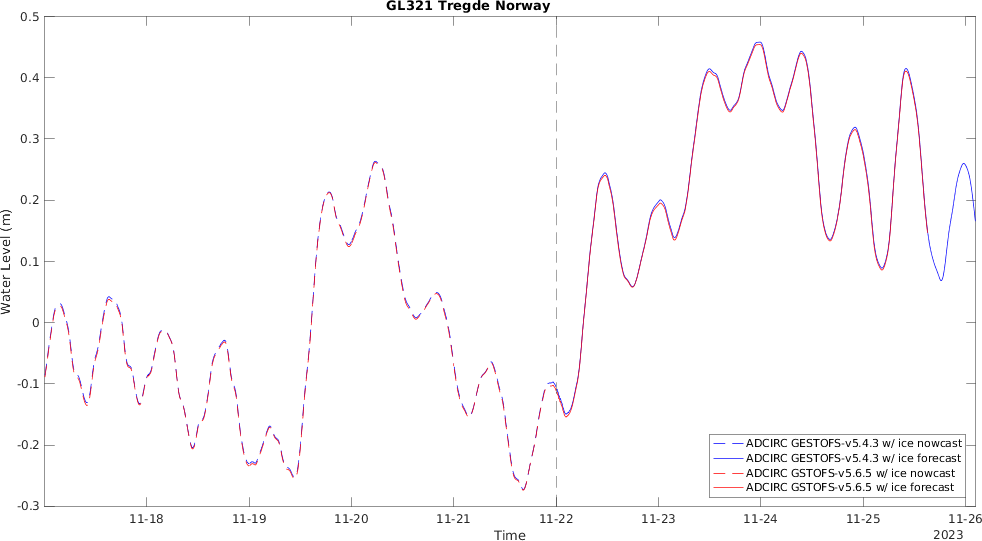 GL321 Tregde Norway
0.5
0.4
0.3
0.2
0.1
0
-0.1
-0.2
-0.3
Water Level (m)
ADCIRC GESTOFS-v5.4.3 w/ ice nowcast
ADCIRC GESTOFS-v5.4.3 w/ ice forecast
ADCIRC GSTOFS-v5.6.5 w/ ice nowcast
ADCIRC GSTOFS-v5.6.5 w/ ice forecast
11-18 11-19 11-20 11-21 11-22 11-23 11-24 11-25 11-26
Time 2023